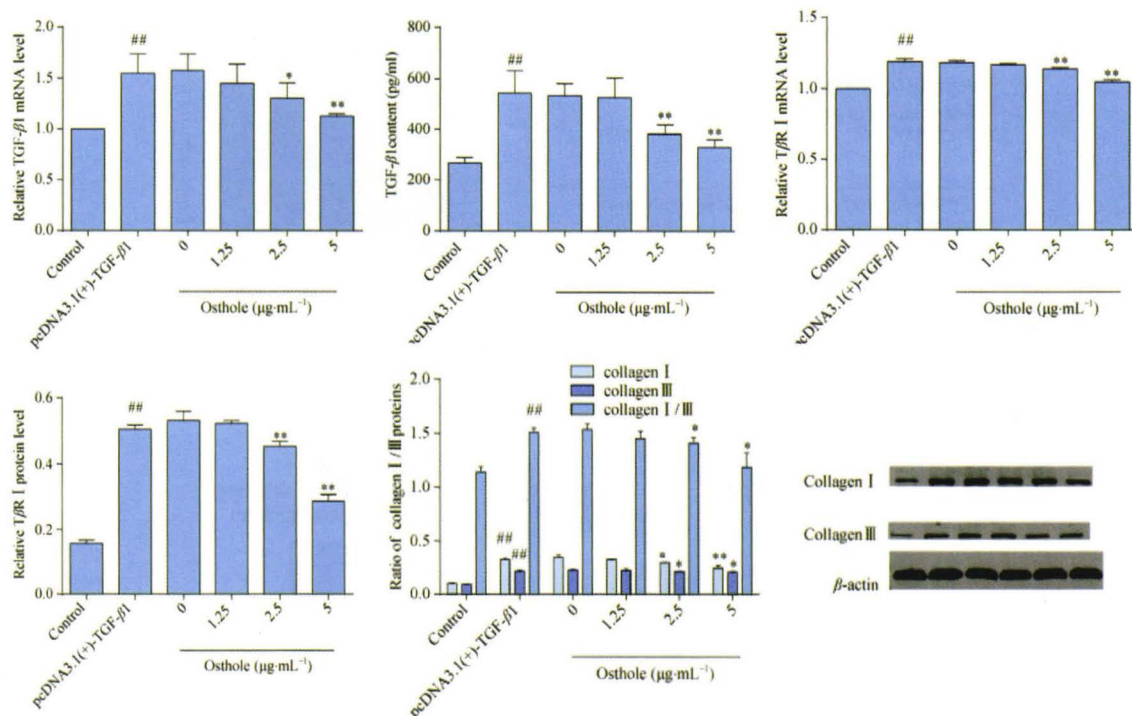 Relative TGF-β1 mRNA level
2.0
1.5
1.0
0.5
0.0
##
*
**
Control
pcDNA3.1(+)-TGF-β1
0
1.25
2.5
5
Osthole (μg·mL⁻¹)
TGF-β1content (pg/ml)
800
600
400
200
0
##
**
**
Control
pcDNA3.1(+)-TGF-β1
0
1.25
2.5
5
Osthole (μg·mL⁻¹)
Relative TβR Ⅰ mRNA level
1.5
1.0
0.5
0.0
##
**
**
Control
pcDNA3.1(+)-TGF-β1
0
1.25
2.5
5
Osthole (μg·mL⁻¹)
Relative TβR Ⅰ protein level
0.6
0.4
0.2
0.0
##
**
**
Control
pcDNA3.1(+)-TGF-β1
0
1.25
2.5
5
Osthole (μg·mL⁻¹)
collagen Ⅰ
collagen Ⅲ
collagen Ⅰ/Ⅲ
Ratio of collagen Ⅰ/Ⅲ proteins
2.0
1.5
1.0
0.5
0.0
##
##
##
*
*
*
**
*
*
Control
pcDNA3.1(+)-TGF-β1
0
1.25
2.5
5
Osthole (μg·mL⁻¹)
Collagen Ⅰ
Collagen Ⅲ
β-actin